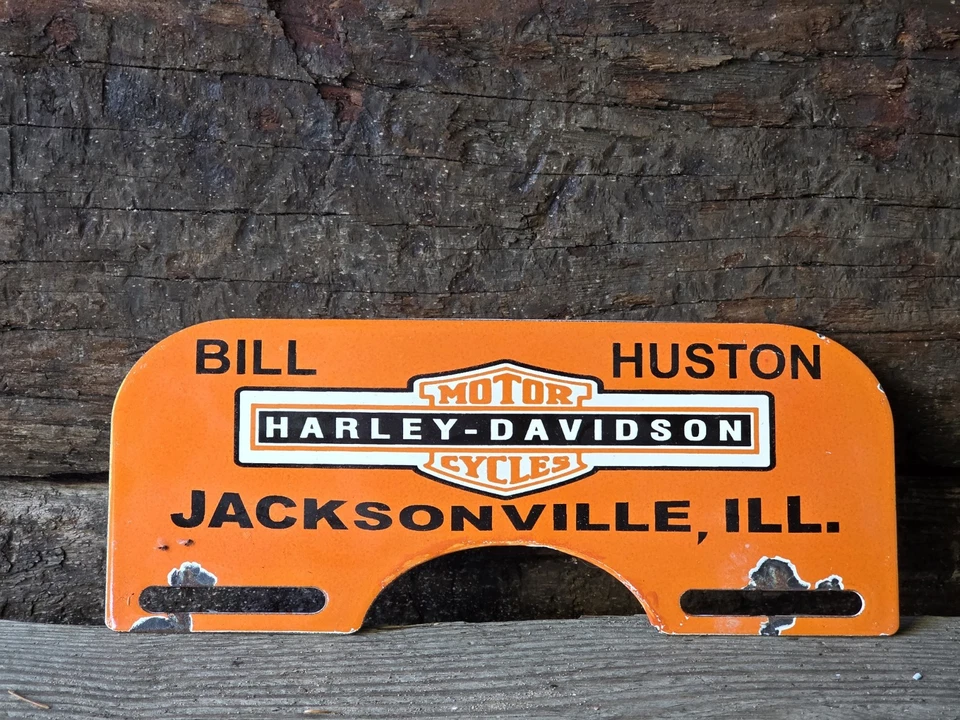 BILL HUSTON
MOTOR
HARLEY-DAVIDSON
CYCLES
JACKSONVILLE, ILL.